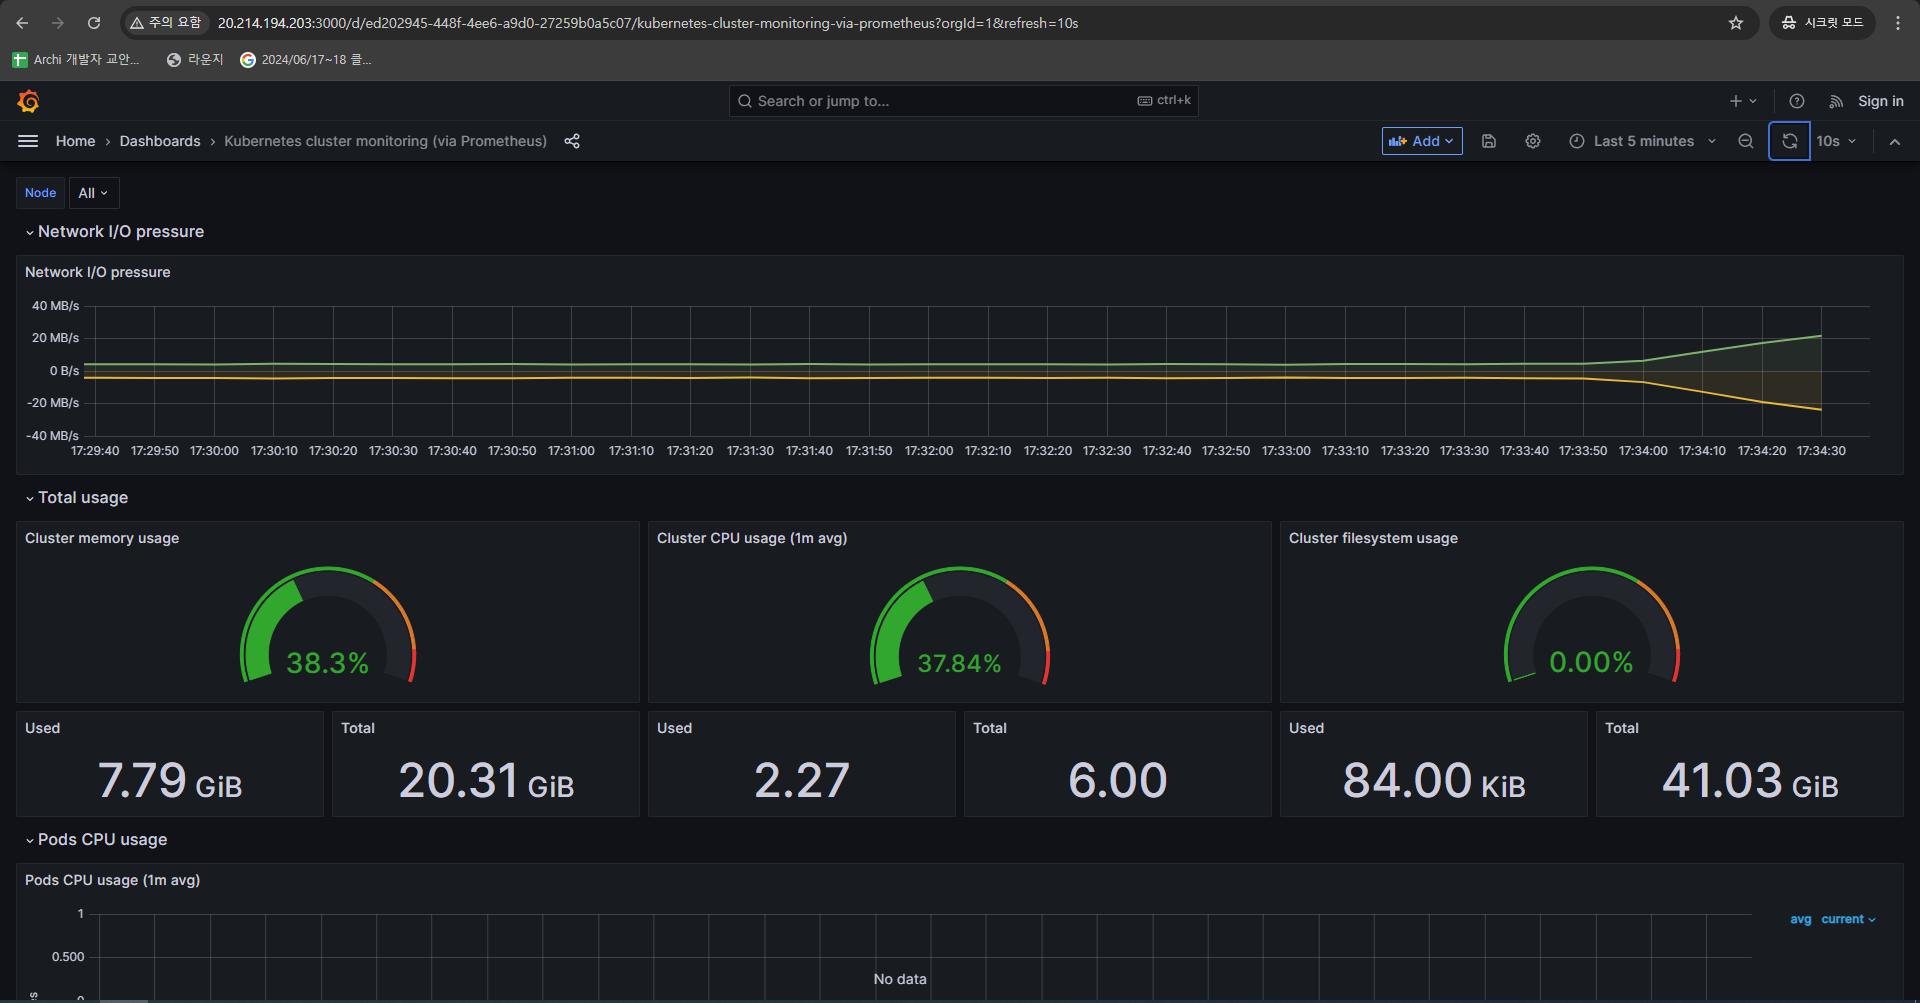 주의 요함 20.214.194.203:3000/d/ed202945-448f-4ee6-a9d0-27259b0a5c07/kubernetes-cluster-monitoring-via-prometheus?orgId=1&refresh=10s 시크릿 모드
Archi 개발자 교안... 라운지 2024/06/17~18 클...
Search or jump to... ctrl+k Sign in
Home › Dashboards › Kubernetes cluster monitoring (via Prometheus) Add Last 5 minutes 10s
Node All
Network I/O pressure
Network I/O pressure
40 MB/s
20 MB/s
0 B/s
-20 MB/s
-40 MB/s
17:29:40 17:29:50 17:30:00 17:30:10 17:30:20 17:30:30 17:30:40 17:30:50 17:31:00 17:31:10 17:31:20 17:31:30 17:31:40 17:31:50 17:32:00 17:32:10 17:32:20 17:32:30 17:32:40 17:32:50 17:33:00 17:33:10 17:33:20 17:33:30 17:33:40 17:33:50 17:34:00 17:34:10 17:34:20 17:34:30
Total usage
Cluster memory usage Cluster CPU usage (1m avg) Cluster filesystem usage
38.3% 37.84% 0.00%
Used Total Used Total Used Total
7.79 GiB 20.31 GiB 2.27 6.00 84.00 KiB 41.03 GiB
Pods CPU usage
Pods CPU usage (1m avg)
1
avg current
0.500
No data
0